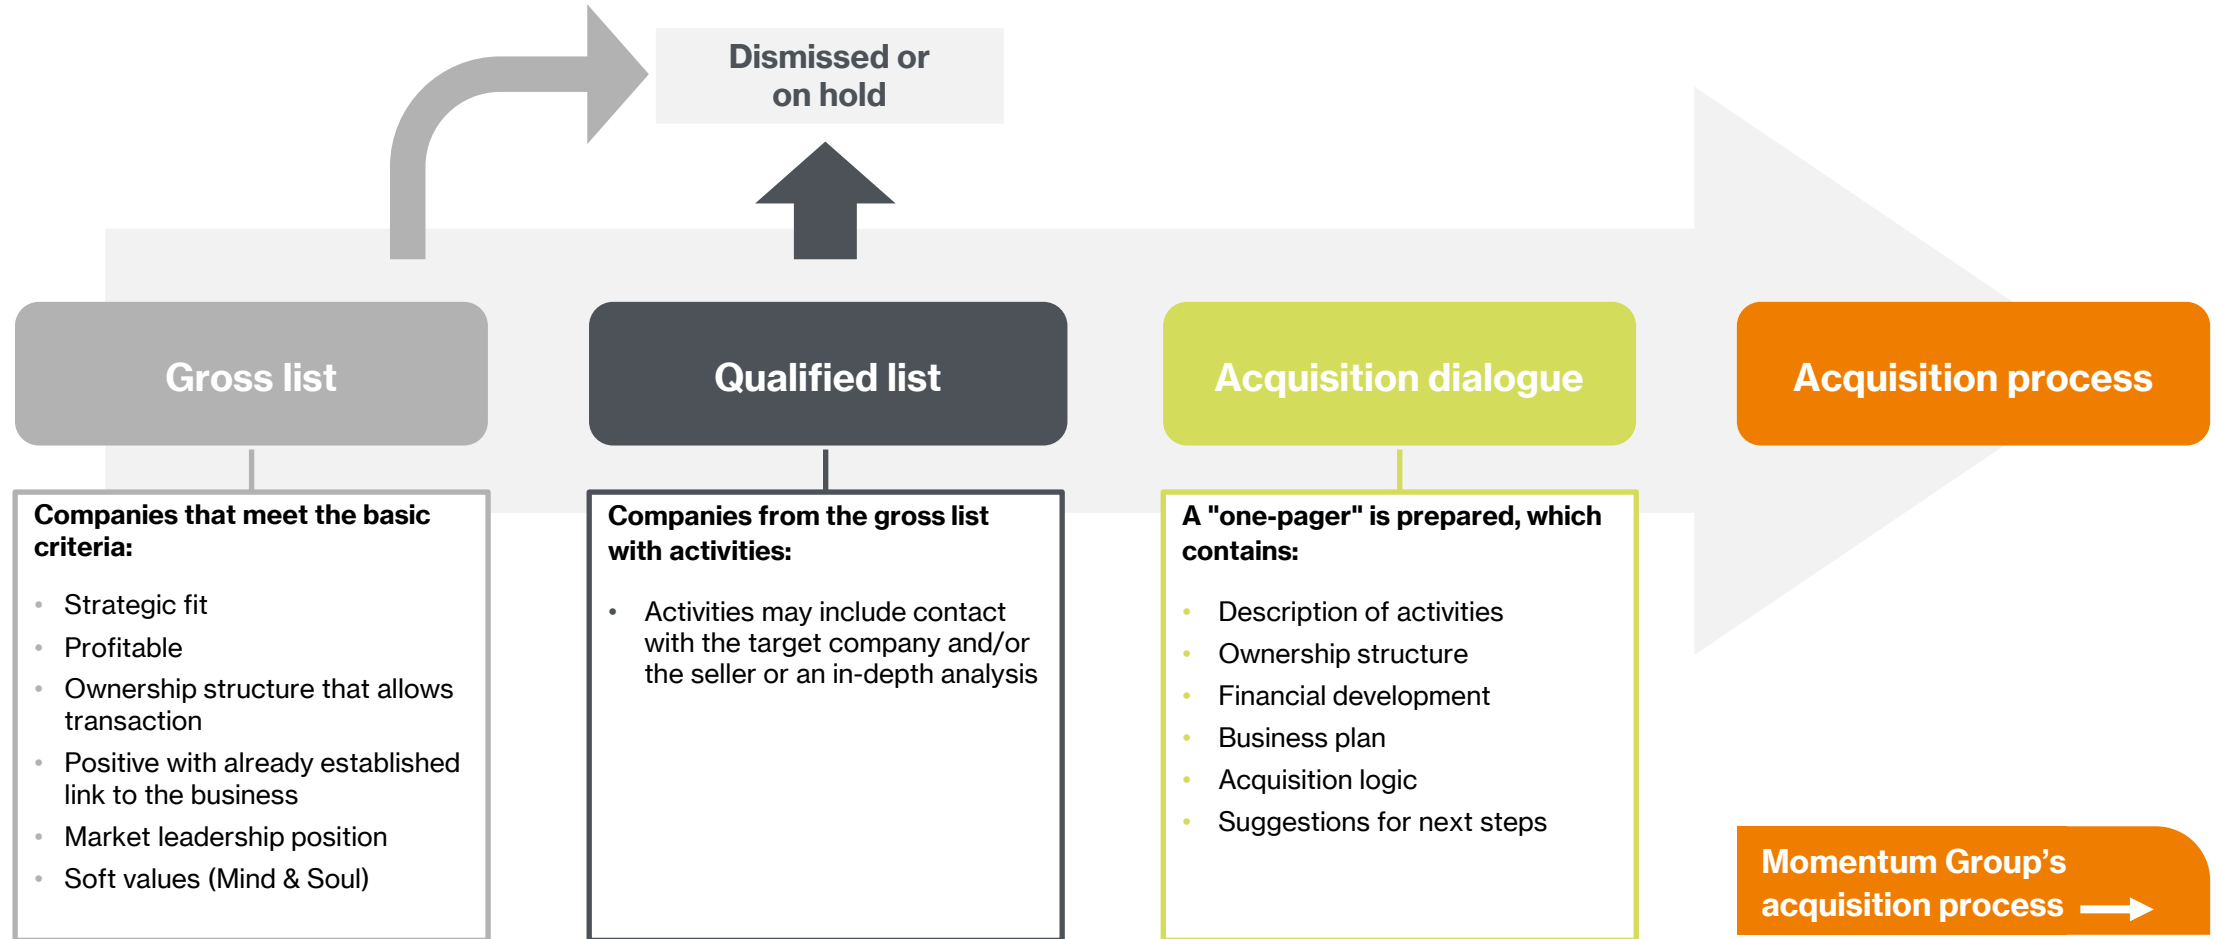 Dismissed or
on hold
Gross list
Qualified list
Acquisition dialogue
Acquisition process
Companies that meet the basic
criteria:
• Strategic fit
• Profitable
• Ownership structure that allows
transaction
• Positive with already established
link to the business
• Market leadership position
• Soft values (Mind & Soul)
Companies from the gross list
with activities:
• Activities may include contact
with the target company and/or
the seller or an in-depth analysis
A "one-pager" is prepared, which
contains:
• Description of activities
• Ownership structure
• Financial development
• Business plan
• Acquisition logic
• Suggestions for next steps
Momentum Group’s
acquisition process